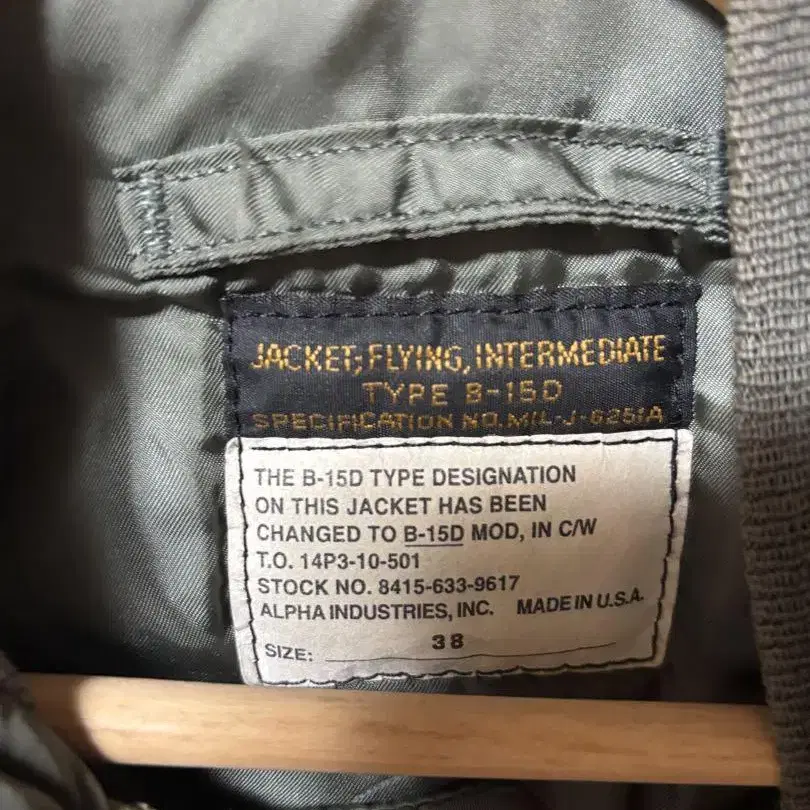 JACKET, FLYING, INTERMEDIATE
TYPE B-15D
SPECIFICATION NO. MIL-J-6251A
THE B-15D TYPE DESIGNATION
ON THIS JACKET HAS BEEN
CHANGED TO B-15D MOD, IN C/W
T.O. 14P3-10-501
STOCK NO. 8415-633-9617
ALPHA INDUSTRIES, INC. MADE IN U.S.A.
SIZE: 38